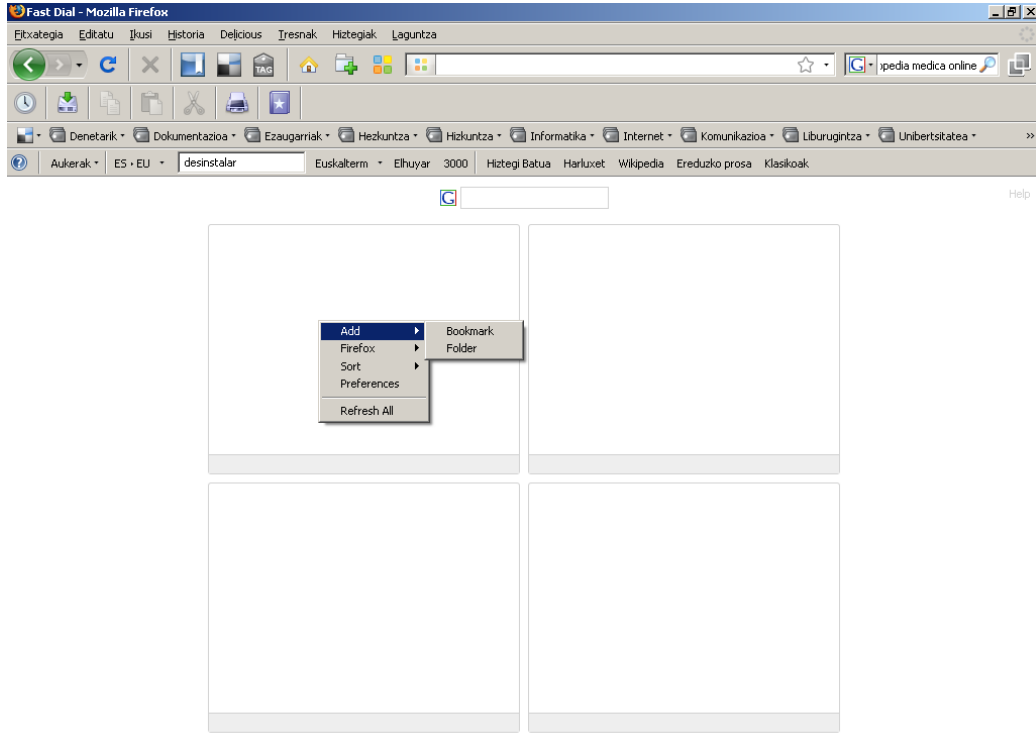 Fast Dial - Mozilla Firefox
Fitxategia Editatu Ikusi Historia Delicious Tresnak Hiztegiak Laguntza
TAG
G pedia medica online
Denetarik Dokumentazioa Ezaugarriak Hezkuntza Hizkuntza Informatika Internet Komunikazioa Liburugintza Unibertsitatea »
Aukerak ES · EU desinstalar Euskalterm Elhuyar 3000 Hiztegi Batua Harluxet Wikipedia Ereduzko prosa Klasikoak
G Help
Add Bookmark
Firefox Folder
Sort
Preferences
Refresh All